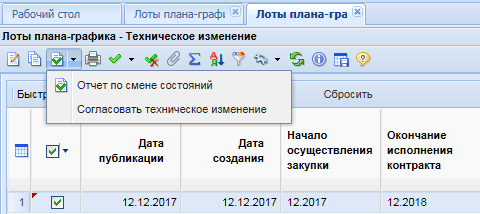 Рабочий стол
Лоты плана-графи
Лоты плана-гра
Лоты плана-графика - Техническое изменение
Быстр
Сбросить
Отчет по смене состояний
Согласовать техническое изменение
Дата публикации
Дата создания
Начало осуществления закупки
Окончание исполнения контракта
1
12.12.2017
12.12.2017
12.2017
12.2018